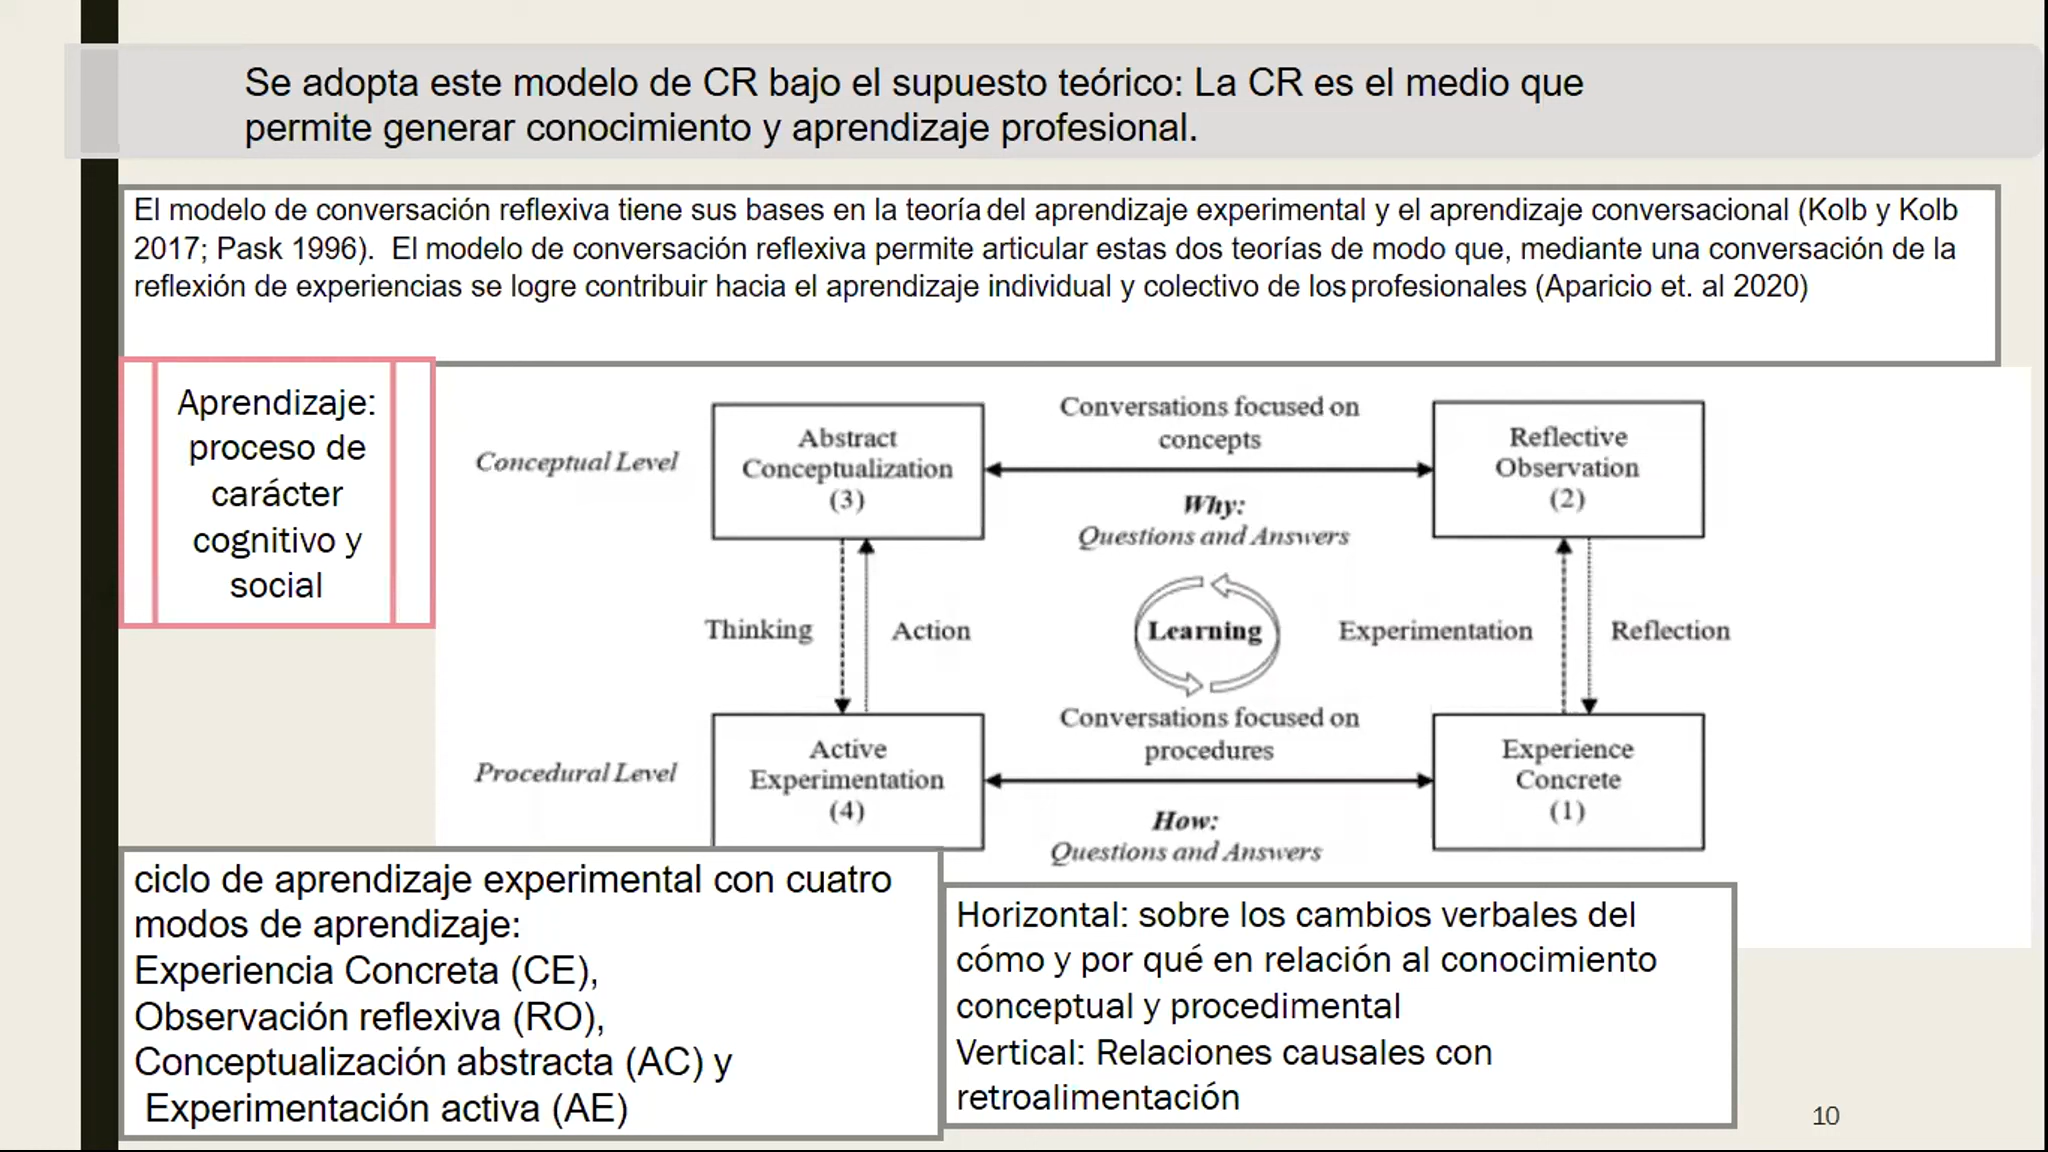 Se adopta este modelo de CR bajo el supuesto teórico: La CR es el medio que
permite generar conocimiento y aprendizaje profesional.
El modelo de conversación reflexiva tiene sus bases en la teoría del aprendizaje experimental y el aprendizaje conversacional (Kolb y Kolb
2017; Pask 1996). El modelo de conversación reflexiva permite articular estas dos teorías de modo que, mediante una conversación de la
reflexión de experiencias se logre contribuir hacia el aprendizaje individual y colectivo de los profesionales (Aparicio et. al 2020)
Aprendizaje:
proceso de
carácter
cognitivo y
social
Conceptual Level
Abstract
Conceptualization
(3)
Conversations focused on
concepts
Why:
Questions and Answers
Reflective
Observation
(2)
Thinking
Action
Learning
Experimentation
Reflection
Procedural Level
Active
Experimentation
(4)
Conversations focused on
procedures
How:
Questions and Answers
Experience
Concrete
(1)
ciclo de aprendizaje experimental con cuatro
modos de aprendizaje:
Experiencia Concreta (CE),
Observación reflexiva (RO),
Conceptualización abstracta (AC) y
Experimentación activa (AE)
Horizontal: sobre los cambios verbales del
cómo y por qué en relación al conocimiento
conceptual y procedimental
Vertical: Relaciones causales con
retroalimentación
10